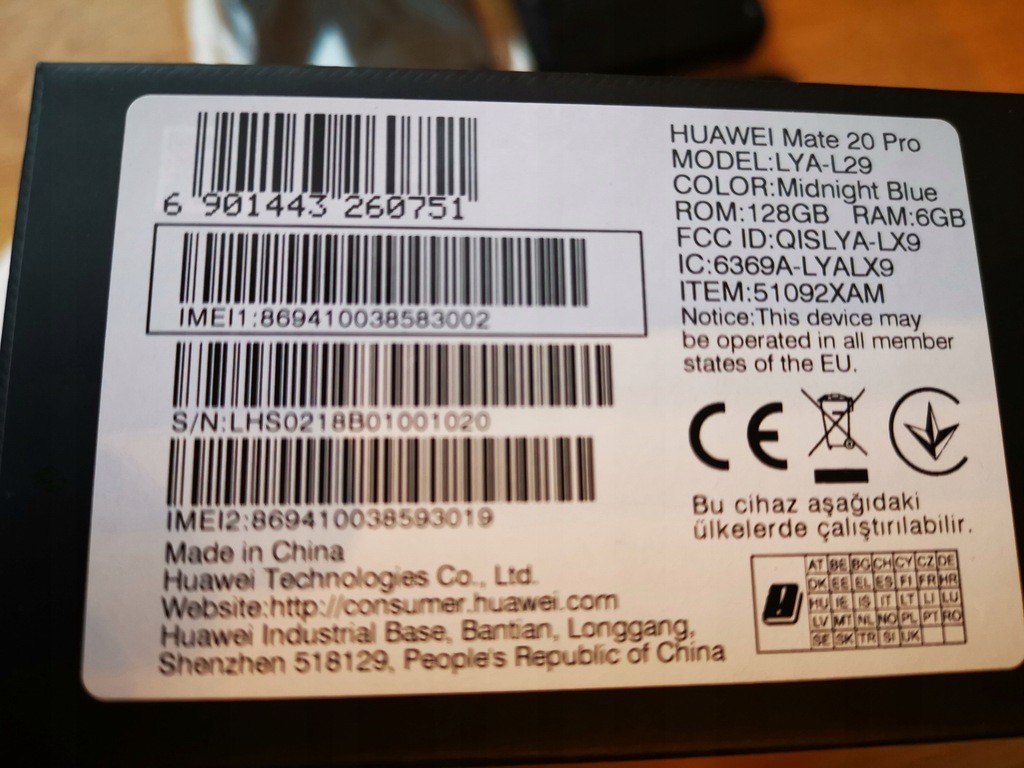 6 901443 260751
IMEI1:869410038583002
S/N:LHS0218B01001020
IMEI2:869410038593019
Made in China
Huawei Technologies Co., Ltd.
Website:http://consumer.huawei.com
Huawei Industrial Base, Bantian, Longgang,
Shenzhen 518129, People's Republic of China
HUAWEI Mate 20 Pro
MODEL:LYA-L29
COLOR:Midnight Blue
ROM:128GB RAM:6GB
FCC ID:QISLYA-LX9
IC:6369A-LYALX9
ITEM:51092XAM
Notice:This device may
be operated in all member
states of the EU.
CE
Bu cihaz aşağıdaki
ülkelerde çalıştırılabilir.
AT BE BG CH CY CZ DE
DK EE EL ES FI FR HR
HU IE IS IT LT LI LU
LV MT NL NO PL PT RO
SE SK TR SI UK